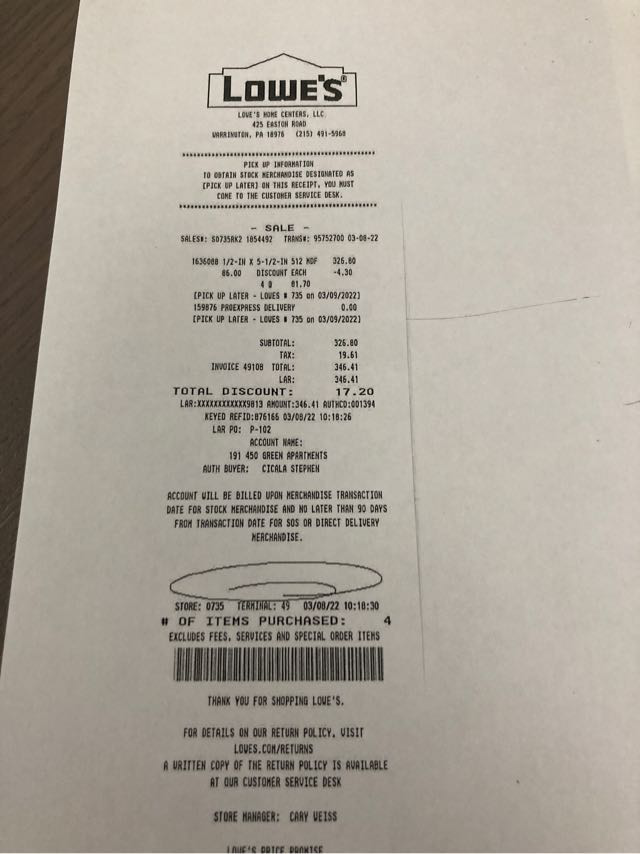 LOWE'S®
LOWE'S HOME CENTERS, LLC
425 EASTON ROAD
WARRINGTON, PA 18976 (215) 491-5968
PICK UP INFORMATION
TO OBTAIN STOCK MERCHANDISE DESIGNATED AS
[PICK UP LATER] ON THIS RECEIPT, YOU MUST
COME TO THE CUSTOMER SERVICE DESK.
- SALE -
SALES#: S0735RK2 1854492 TRANS#: 95752700 03-08-22
1636088 1/2-IN X 5-1/2-IN 512 MDF 326.80
86.00 DISCOUNT EACH -4.30
4 @ 81.70
[PICK UP LATER - LOWES # 735 on 03/09/2022]
159876 PROEXPRESS DELIVERY 0.00
[PICK UP LATER - LOWES # 735 on 03/09/2022]
SUBTOTAL: 326.80
TAX: 19.61
INVOICE 49108 TOTAL: 346.41
LAR: 346.41
TOTAL DISCOUNT: 17.20
LAR:XXXXXXXXXXXX9813 AMOUNT:346.41 AUTHCD:001394
KEYED REFID:876166 03/08/22 10:18:26
LAR PO: P-102
ACCOUNT NAME:
191 450 GREEN APARTMENTS
AUTH BUYER: CICALA STEPHEN
ACCOUNT WILL BE BILLED UPON MERCHANDISE TRANSACTION
DATE FOR STOCK MERCHANDISE AND NO LATER THAN 90 DAYS
FROM TRANSACTION DATE FOR SOS OR DIRECT DELIVERY
MERCHANDISE.
STORE: 0735 TERMINAL: 49 03/08/22 10:18:30
# OF ITEMS PURCHASED: 4
EXCLUDES FEES, SERVICES AND SPECIAL ORDER ITEMS
THANK YOU FOR SHOPPING LOWE'S.
FOR DETAILS ON OUR RETURN POLICY, VISIT
LOWES.COM/RETURNS
A WRITTEN COPY OF THE RETURN POLICY IS AVAILABLE
AT OUR CUSTOMER SERVICE DESK
STORE MANAGER: CARY WEISS
LOWE'S PRICE PROMISE